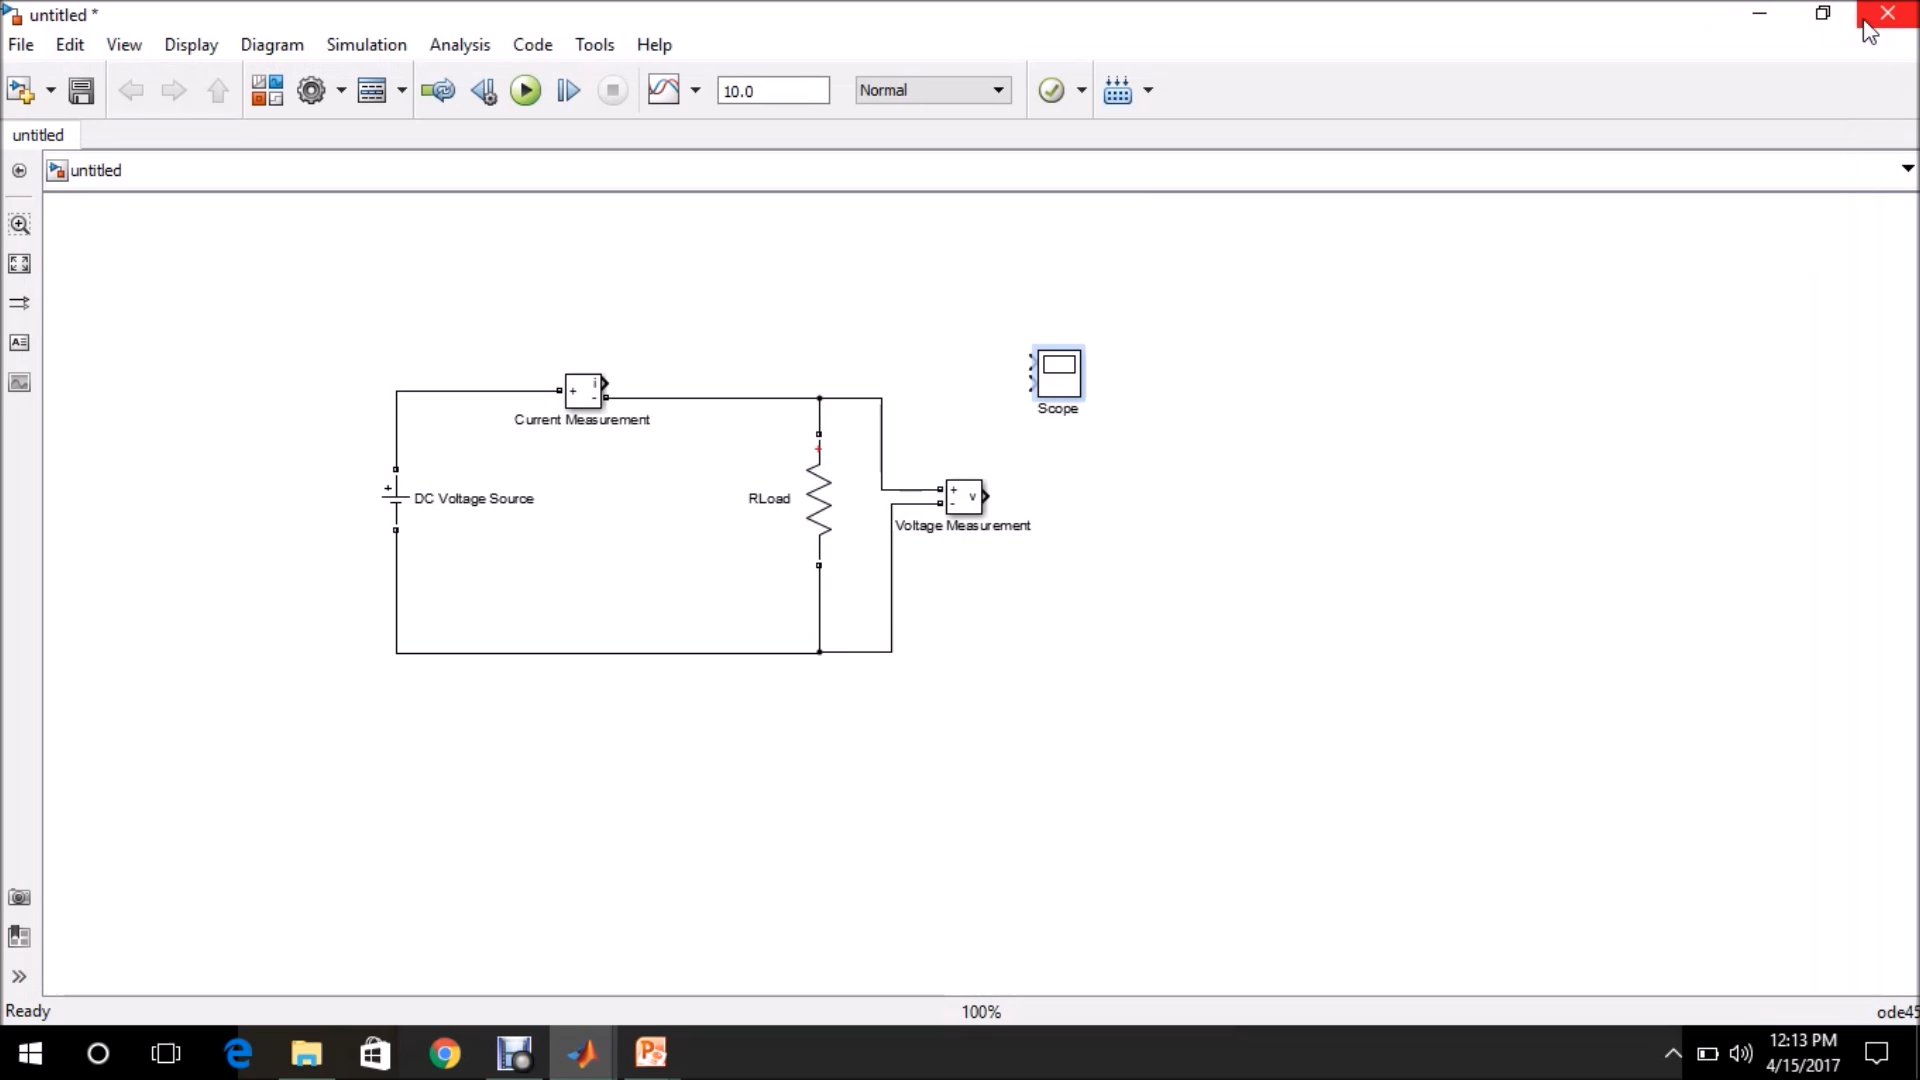 untitled *
File Edit View Display Diagram Simulation Analysis Code Tools Help
10.0 Normal
untitled
untitled
i
+
-
Current Measurement
Scope
+
DC Voltage Source
+
RLoad
+
-
v
Voltage Measurement
Ready 100% ode45
12:13 PM
4/15/2017